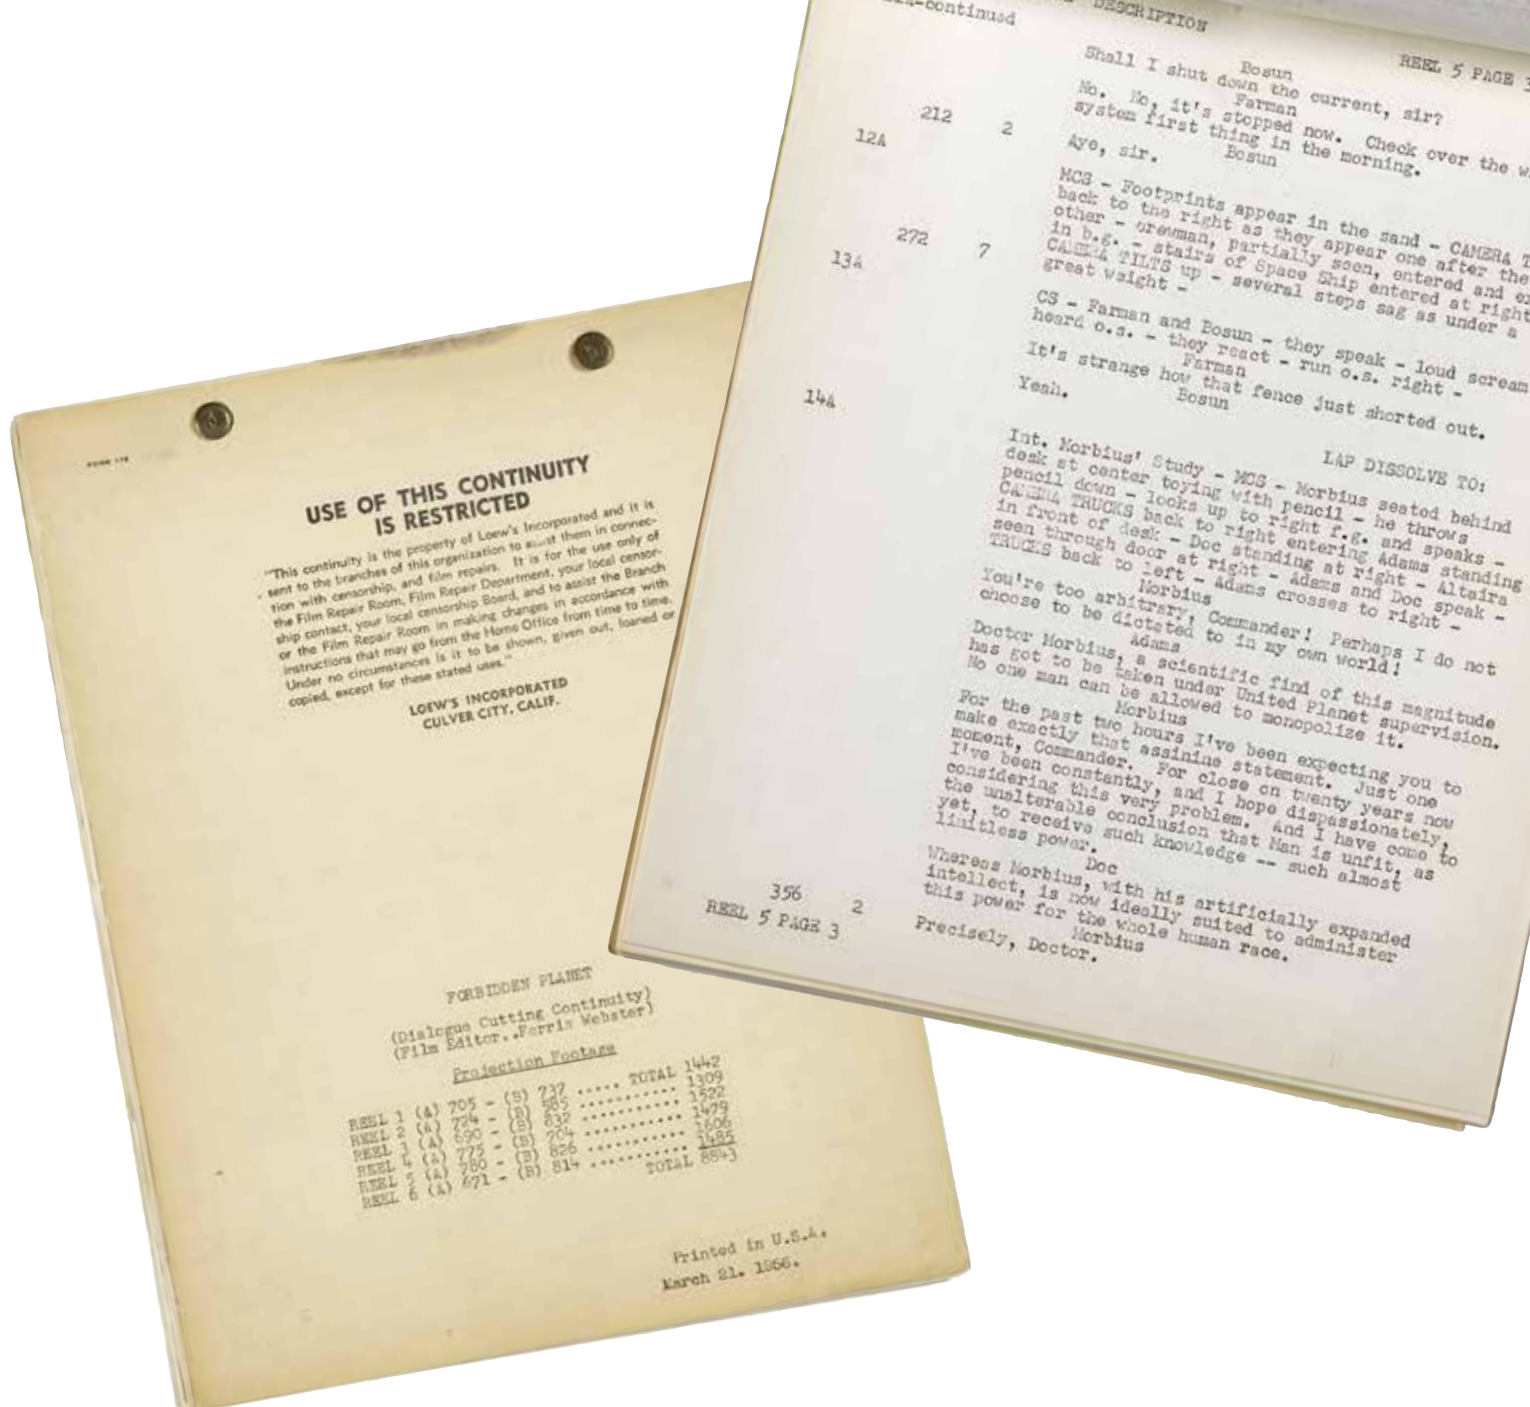 FORM 17B
USE OF THIS CONTINUITY
IS RESTRICTED
"This continuity is the property of Loew's Incorporated and it is
sent to the branches of this organization to assist them in connec-
tion with censorship, and film repairs. It is for the use only of
the Film Repair Room, Film Repair Department, your local censor-
ship contact, your local censorship Board, and to assist the Branch
or the Film Repair Room in making changes in accordance with
instructions that may go from the Home Office from time to time.
Under no circumstances is it to be shown, given out, loaned or
copied, except for these stated uses."
LOEW'S INCORPORATED
CULVER CITY, CALIF.
FORBIDDEN PLANET
(Dialogue Cutting Continuity)
(Film Editor..Ferris Webster)
Projection Footage
REEL 1 (A) 705 - (B) 737 ..... TOTAL 1442
REEL 2 (A) 724 - (B) 585 ........... 1309
REEL 3 (A) 690 - (B) 832 ........... 1522
REEL 4 (A) 775 - (B) 704 ........... 1479
REEL 5 (A) 780 - (B) 826 ........... 1606
REEL 6 (A) 671 - (B) 814 ........... 1485
TOTAL 8843
Printed in U.S.A.
March 21. 1956.
-continued
DESCRIPTION
REEL 5 PAGE 3
Bosun
Shall I shut down the current, sir?
Farman
No. No, it's stopped now. Check over the
system first thing in the morning.
Bosun
Aye, sir.
212 2
12A
MCS - Footprints appear in the sand - CAMERA
back to the right as they appear one after the
other - crewman, partially seen, entered and
in b.g. - stairs of Space Ship entered at right
CAMERA TILTS up - several steps sag as under a
great weight -
272 7
13A
CS - Farman and Bosun - they speak - loud scream
heard o.s. - they react - run o.s. right -
Farman
It's strange how that fence just shorted out.
Bosun
Yeah.
LAP DISSOLVE TO:
14A
Int. Morbius' Study - MCS - Morbius seated behind
desk at center toying with pencil - he throws
pencil down - looks up to right f.g. and speaks -
CAMERA TRUCKS back to right entering Adams standing
in front of desk - Doc standing at right - Altaira
seen through door at right - Adams and Doc speak -
TRUCKS back to left - Adams crosses to right -
Morbius
You're too arbitrary, Commander! Perhaps I do not
choose to be dictated to in my own world!
Adams
Doctor Morbius, a scientific find of this magnitude
has got to be taken under United Planet supervision.
No one man can be allowed to monopolize it.
Morbius
For the past two hours I've been expecting you to
make exactly that assinine statement. Just one
moment, Commander. For close on twenty years now
I've been constantly, and I hope dispassionately,
considering this very problem. And I have come to
the unalterable conclusion that Man is unfit, as
yet, to receive such knowledge -- such almost
limitless power.
Doc
Whereas Morbius, with his artificially expanded
intellect, is now ideally suited to administer
this power for the whole human race.
Morbius
Precisely, Doctor.
356 2
REEL 5 PAGE 3